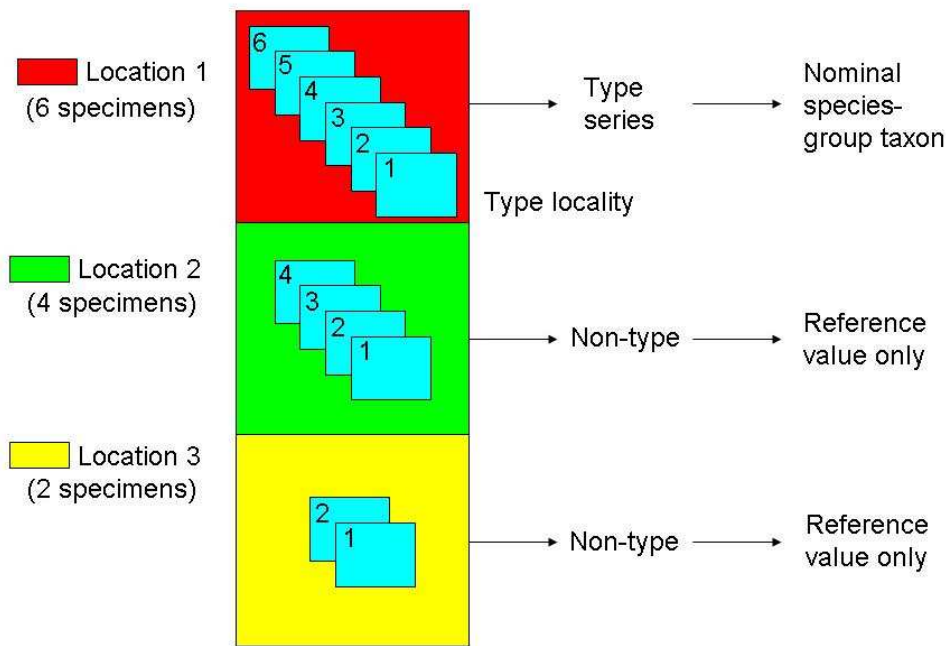 Location 1
(6 specimens)
6
5
4
3
2
1
Type
series
Nominal
species-
group taxon
Type locality
Location 2
(4 specimens)
4
3
2
1
Non-type
Reference
value only
Location 3
(2 specimens)
2
1
Non-type
Reference
value only